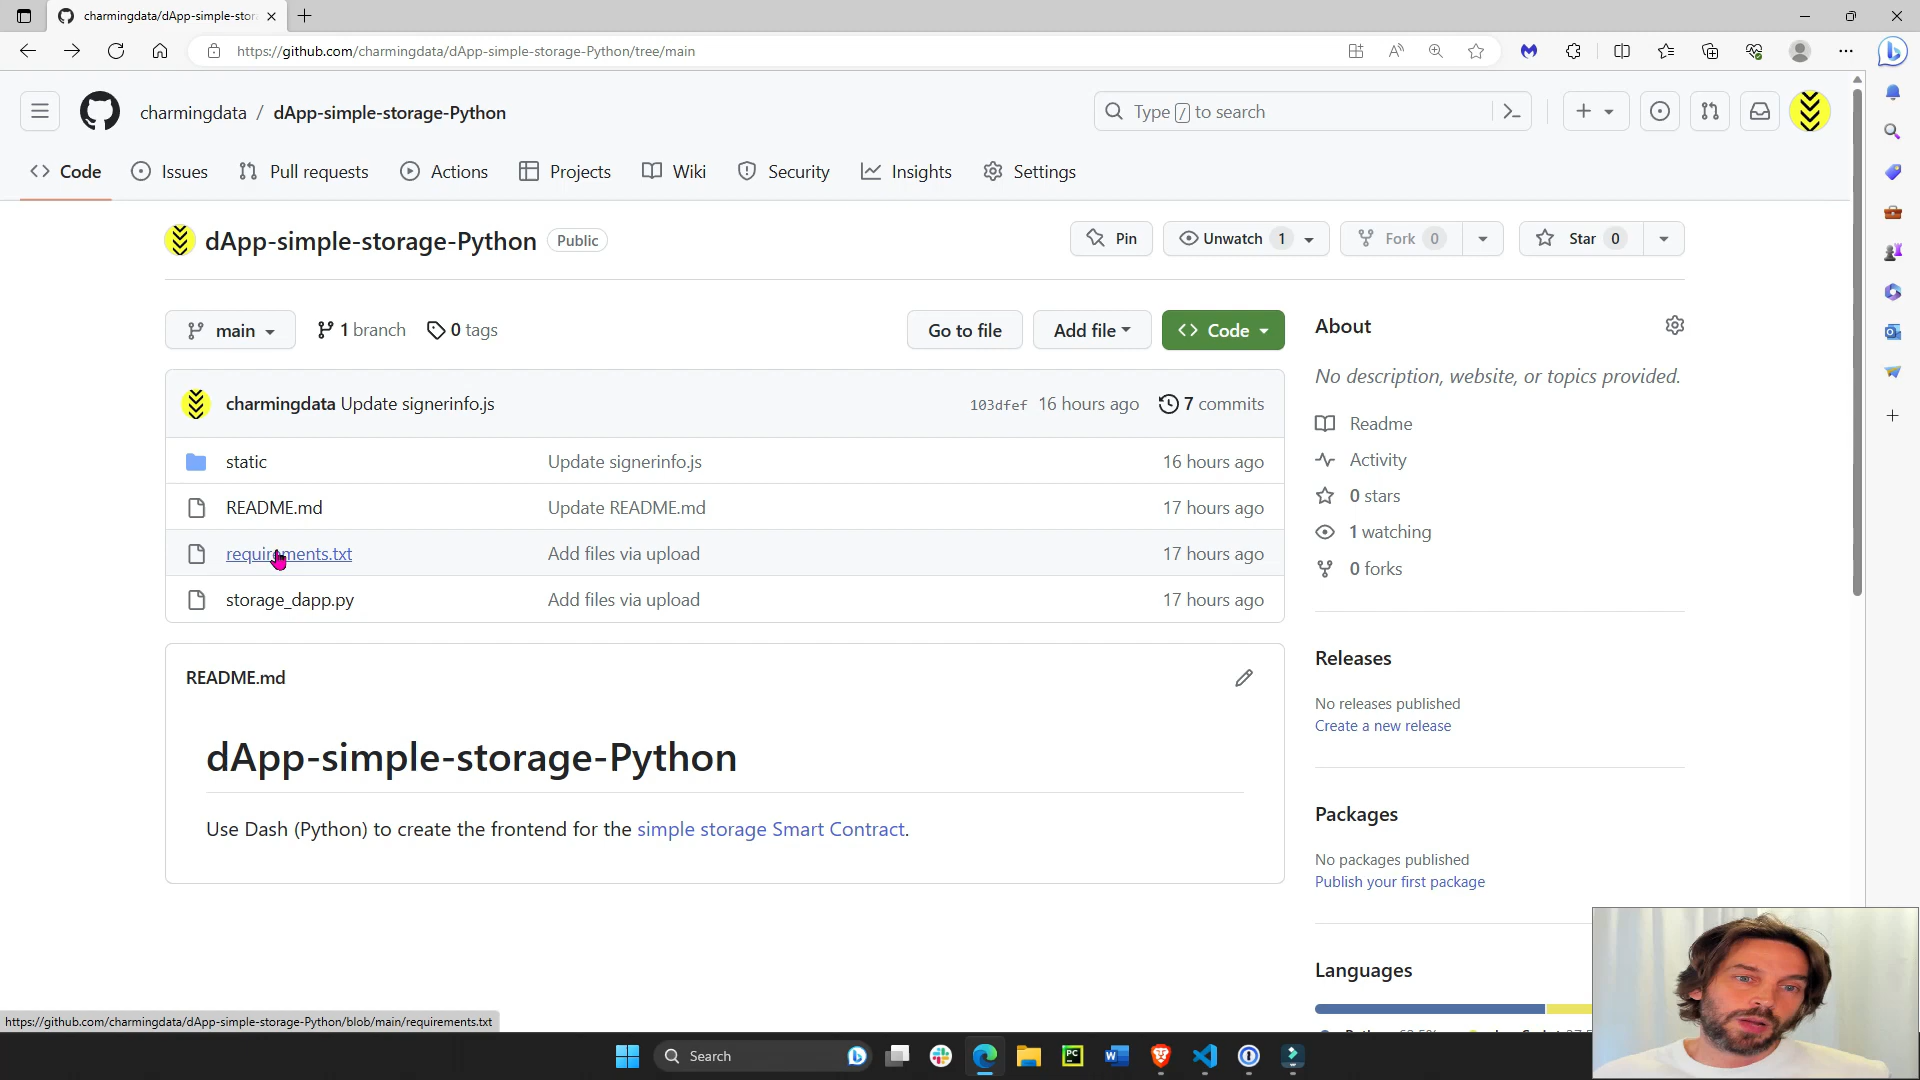 charmingdata/dApp-simple-stor
https://github.com/charmingdata/dApp-simple-storage-Python/tree/main
charmingdata / dApp-simple-storage-Python
Type / to search
Code
Issues
Pull requests
Actions
Projects
Wiki
Security
Insights
Settings
dApp-simple-storage-Python
Public
Pin
Unwatch 1
Fork 0
Star 0
main
1 branch
0 tags
Go to file
Add file
Code
charmingdata Update signerinfo.js 103dfef 16 hours ago 7 commits
static Update signerinfo.js 16 hours ago
README.md Update README.md 17 hours ago
requirements.txt Add files via upload 17 hours ago
storage_dapp.py Add files via upload 17 hours ago
README.md
dApp-simple-storage-Python
Use Dash (Python) to create the frontend for the simple storage Smart Contract.
About
No description, website, or topics provided.
Readme
Activity
0 stars
1 watching
0 forks
Releases
No releases published
Create a new release
Packages
No packages published
Publish your first package
Languages
https://github.com/charmingdata/dApp-simple-storage-Python/blob/main/requirements.txt
Search